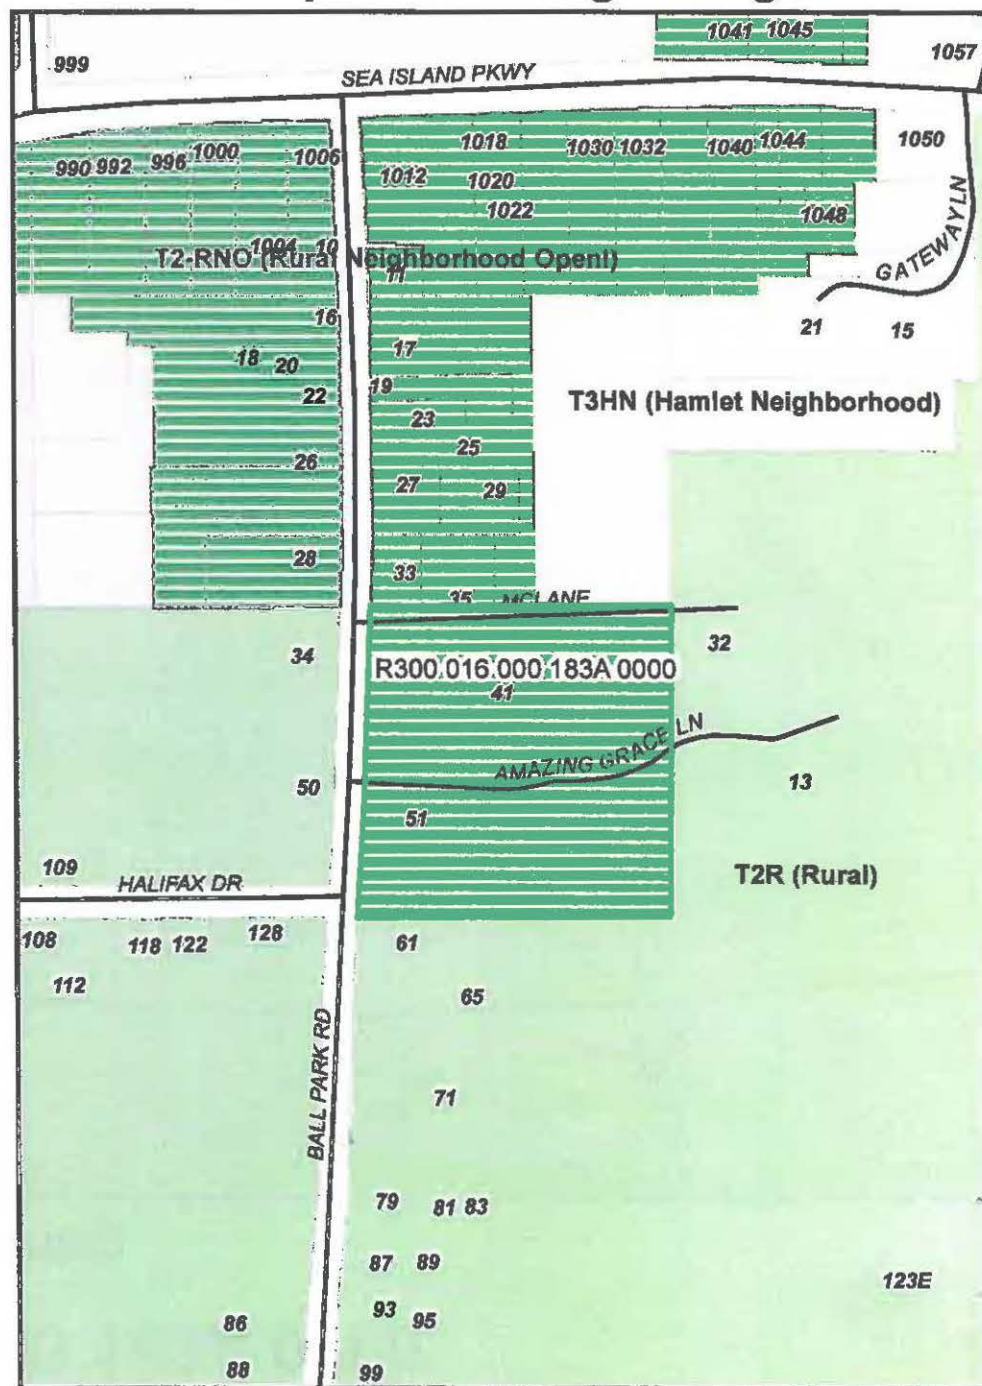 1041 1045
999
1057
SEA ISLAND PKWY
990 992 996 1000 1006
1018 1030 1032 1040 1044 1050
1012 1020
1022 1048
1004 10
T2-RNO (Rural Neighborhood Openl)
11
GATEWAY LN
16
21 15
17
18 20
19
22
T3HN (Hamlet Neighborhood)
23
25
26
27 29
28
33
35 MCLANE
34
32
R300 016 000 183A 0000
41
AMAZING GRACE LN
50
13
51
109
T2R (Rural)
HALIFAX DR
108 118 122 128
61
112
65
BALL PARK RD
71
79 81 83
87 89
123E
93 95
86
88
99